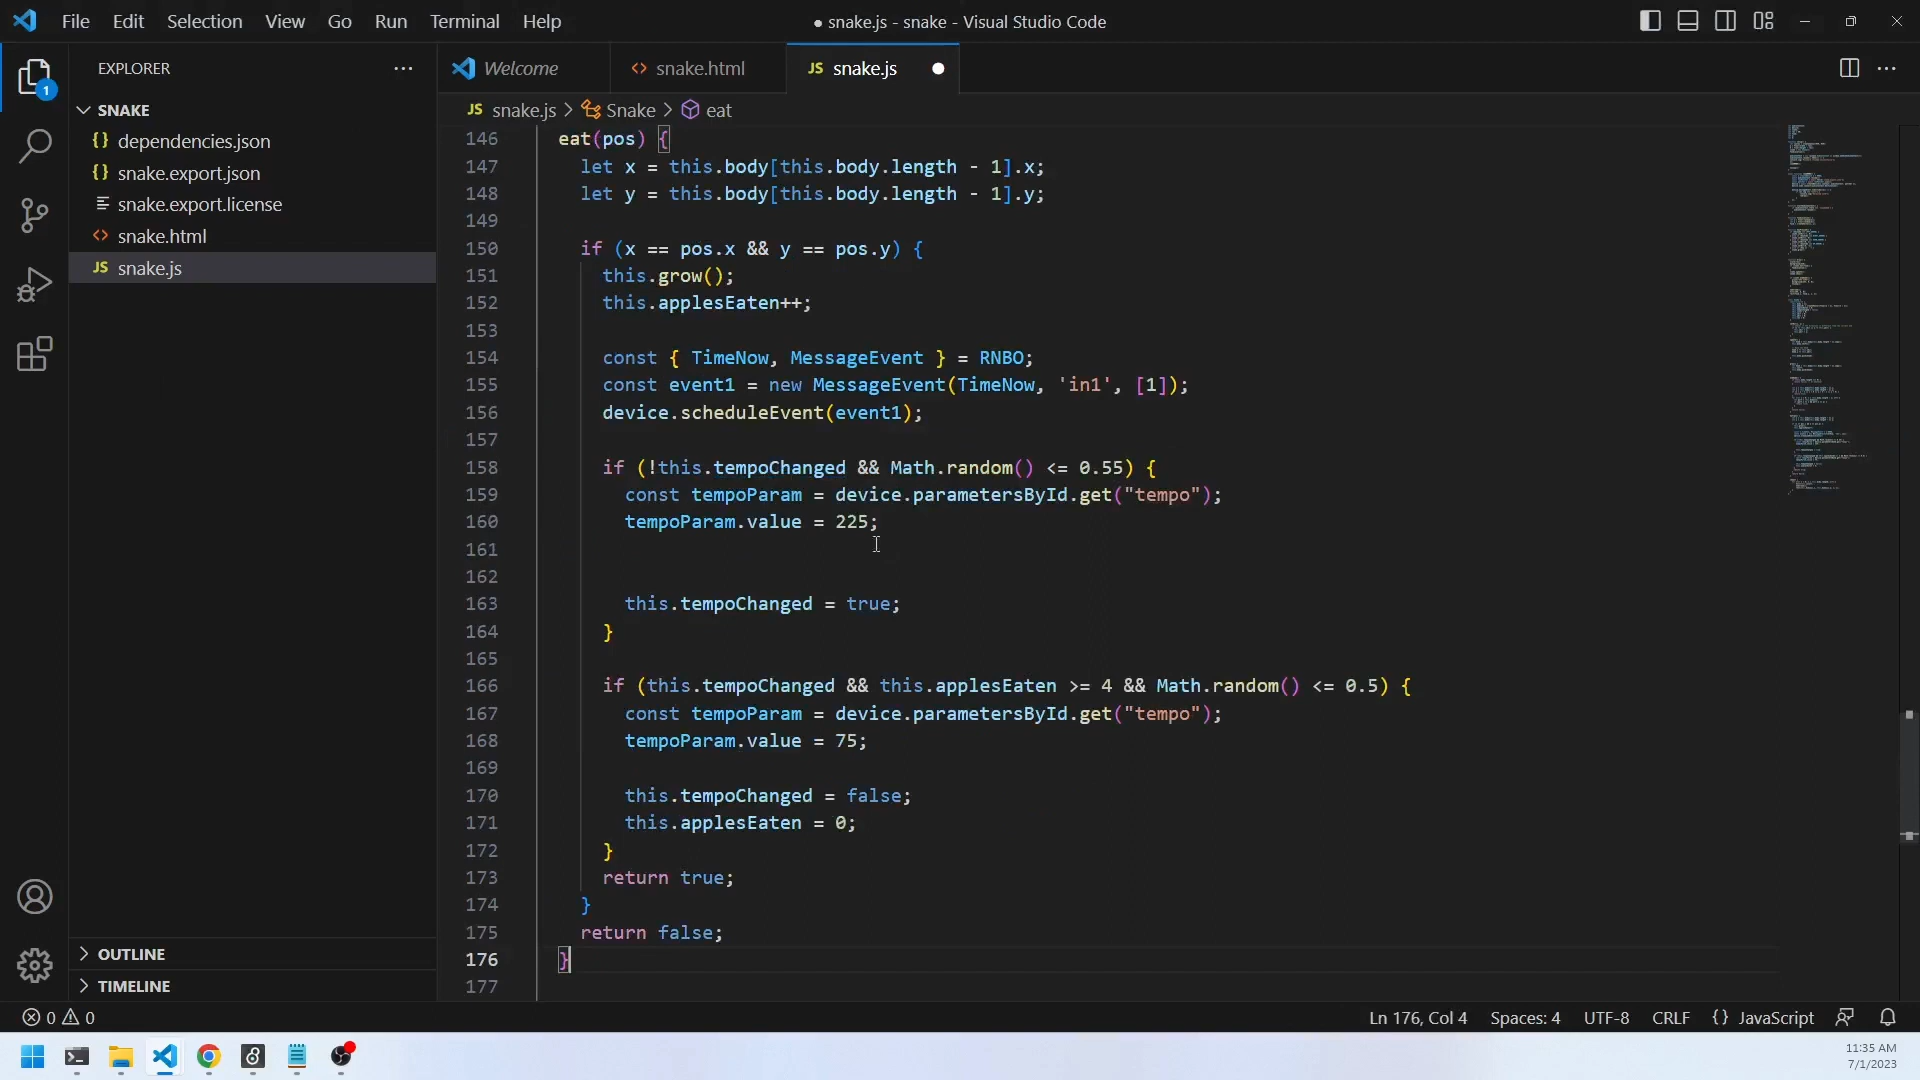 File Edit Selection View Go Run Terminal Help
● snake.js - snake - Visual Studio Code
EXPLORER
Welcome
snake.html
JS snake.js
SNAKE
JS snake.js > Snake > eat
{} dependencies.json
{} snake.export.json
snake.export.license
<> snake.html
JS snake.js
1
146 eat(pos) {
147 let x = this.body[this.body.length - 1].x;
148 let y = this.body[this.body.length - 1].y;
149
150 if (x == pos.x && y == pos.y) {
151 this.grow();
152 this.applesEaten++;
153
154 const { TimeNow, MessageEvent } = RNBO;
155 const event1 = new MessageEvent(TimeNow, 'in1', [1]);
156 device.scheduleEvent(event1);
157
158 if (!this.tempoChanged && Math.random() <= 0.55) {
159 const tempoParam = device.parametersById.get("tempo");
160 tempoParam.value = 225;
161
162
163 this.tempoChanged = true;
164 }
165
166 if (this.tempoChanged && this.applesEaten >= 4 && Math.random() <= 0.5) {
167 const tempoParam = device.parametersById.get("tempo");
168 tempoParam.value = 75;
169
170 this.tempoChanged = false;
171 this.applesEaten = 0;
172 }
173 return true;
174 }
175 return false;
176 }
177
OUTLINE
TIMELINE
0 0
Ln 176, Col 4 Spaces: 4 UTF-8 CRLF {} JavaScript
11:35 AM
7/1/2023